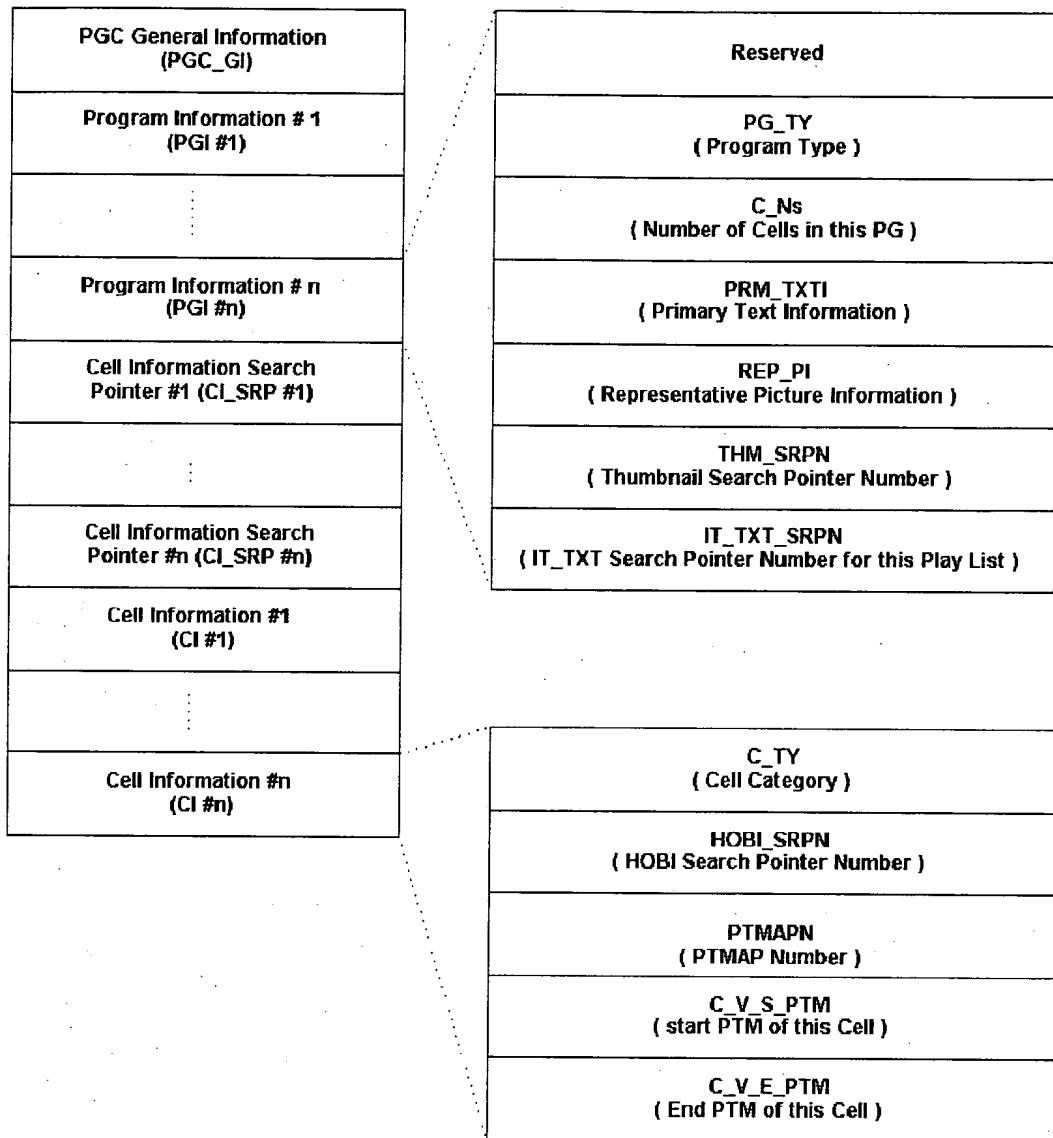 PGC General Information
(PGC_GI)
Program Information # 1
(PGI #1)
Program Information # n
(PGI #n)
Cell Information Search
Pointer #1 (CI_SRP #1)
Cell Information Search
Pointer #n (CI_SRP #n)
Cell Information #1
(CI #1)
Cell Information #n
(CI #n)
Reserved
PG_TY
( Program Type )
C_Ns
( Number of Cells in this PG )
PRM_TXTI
( Primary Text Information )
REP_PI
( Representative Picture Information )
THM_SRPN
( Thumbnail Search Pointer Number )
IT_TXT_SRPN
( IT_TXT Search Pointer Number for this Play List )
C_TY
( Cell Category )
HOBI_SRPN
( HOBI Search Pointer Number )
PTMAPN
( PTMAP Number )
C_V_S_PTM
( start PTM of this Cell )
C_V_E_PTM
( End PTM of this Cell )